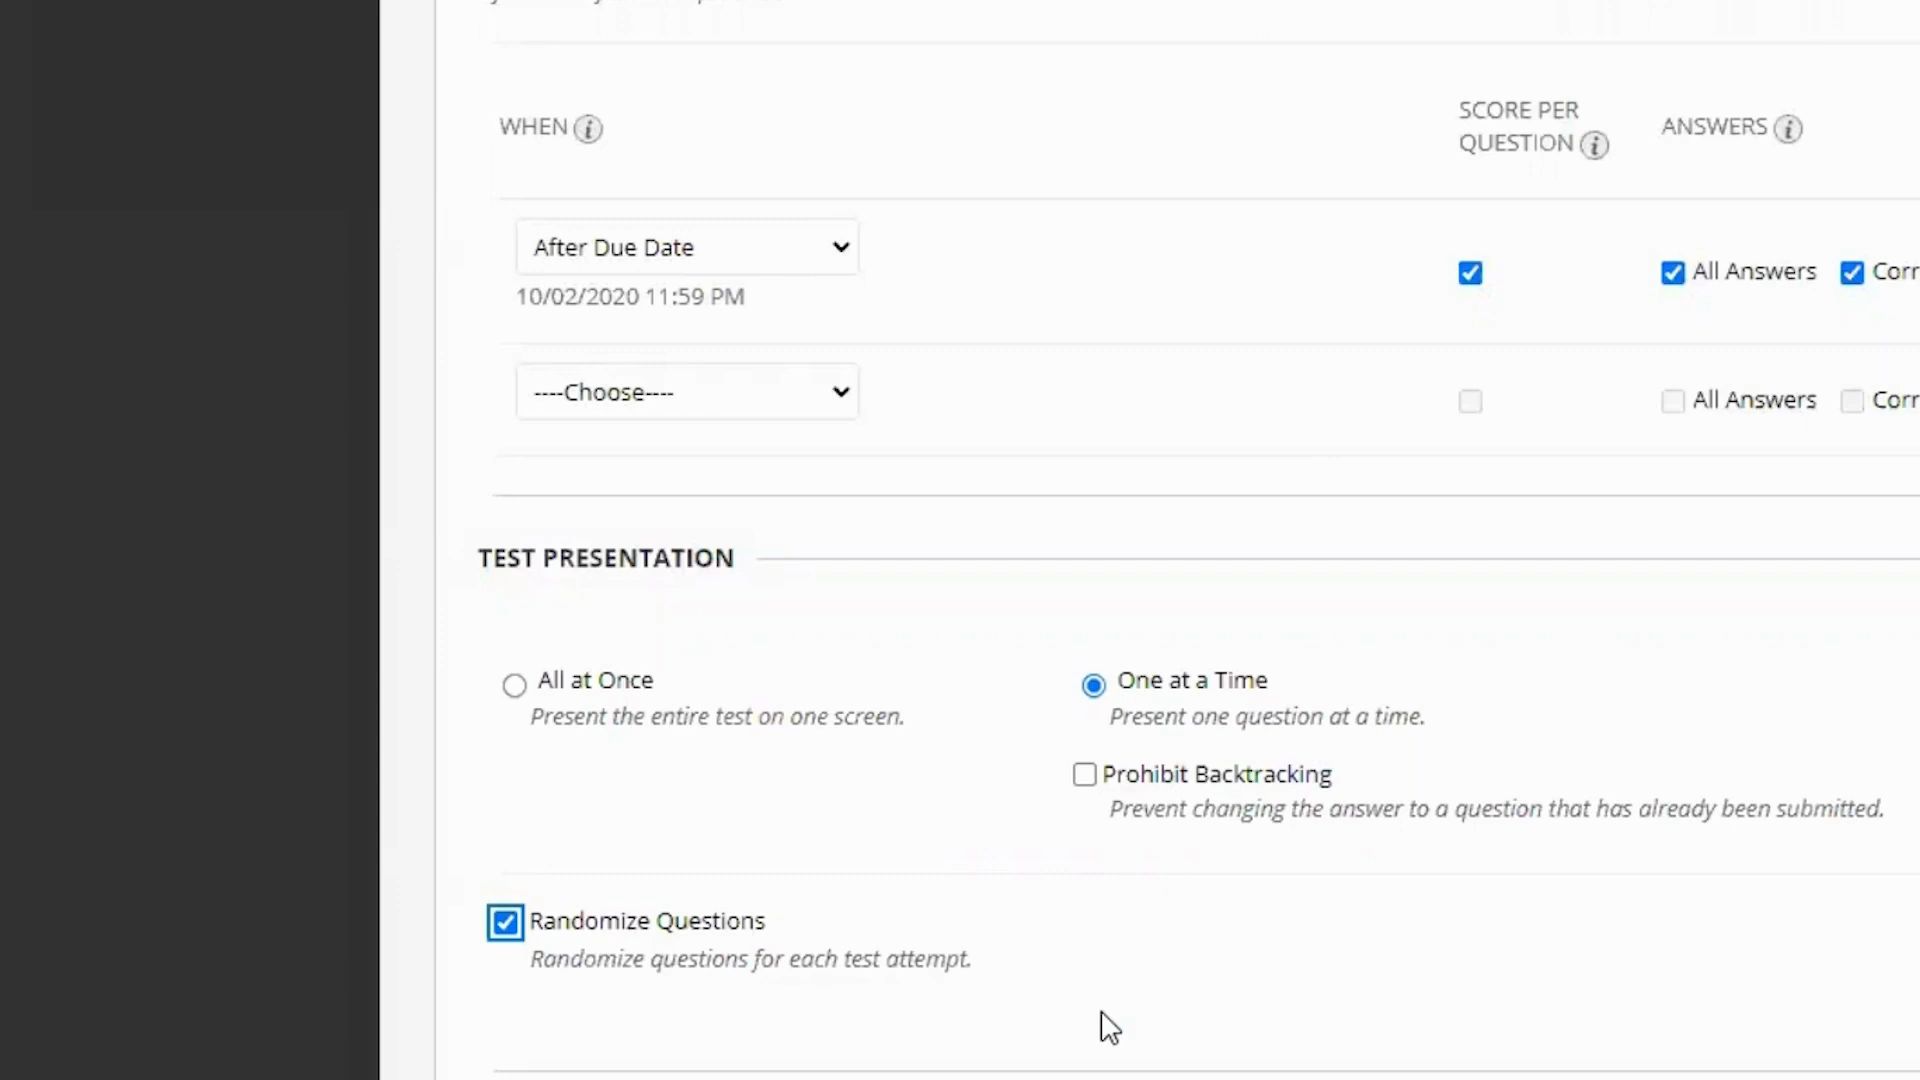 WHEN
SCORE PER
QUESTION
ANSWERS
After Due Date
10/02/2020 11:59 PM
All Answers
Corr
----Choose----
All Answers
Corr
TEST PRESENTATION
All at Once
Present the entire test on one screen.
One at a Time
Present one question at a time.
Prohibit Backtracking
Prevent changing the answer to a question that has already been submitted.
Randomize Questions
Randomize questions for each test attempt.